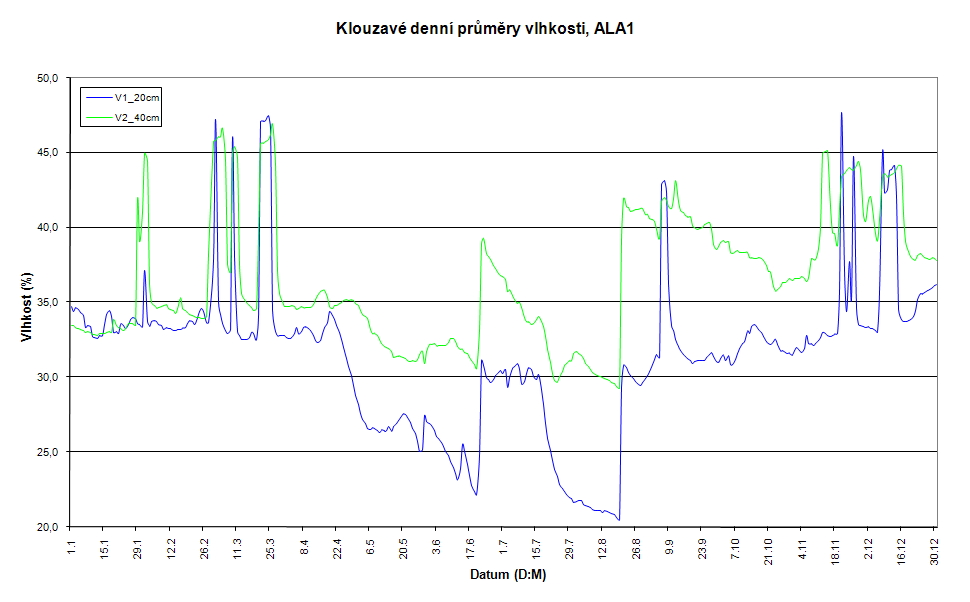 Klouzavé denní průměry vlhkosti, ALA1
50,0
45,0
40,0
35,0
30,0
25,0
20,0
Vlhkost (%)
V1_20cm
V2_40cm
1.1 15.1 29.1 12.2 26.2 11.3 25.3 8.4 22.4 6.5 20.5 3.6 17.6 1.7 15.7 29.7 12.8 26.8 9.9 23.9 7.10 21.10 4.11 18.11 2.12 16.12 30.12
Datum (D:M)